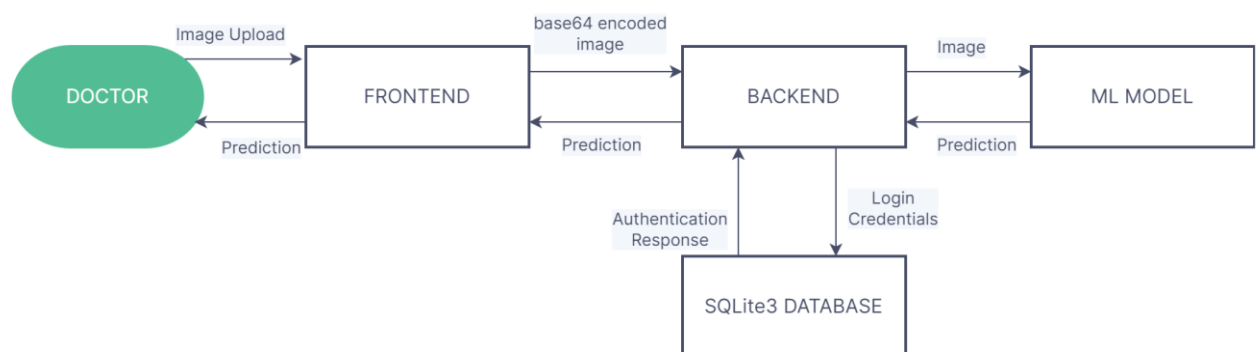 Image Upload
base64 encoded
image
Image
DOCTOR
FRONTEND
BACKEND
ML MODEL
Prediction
Prediction
Prediction
Authentication
Response
Login
Credentials
SQLite3 DATABASE